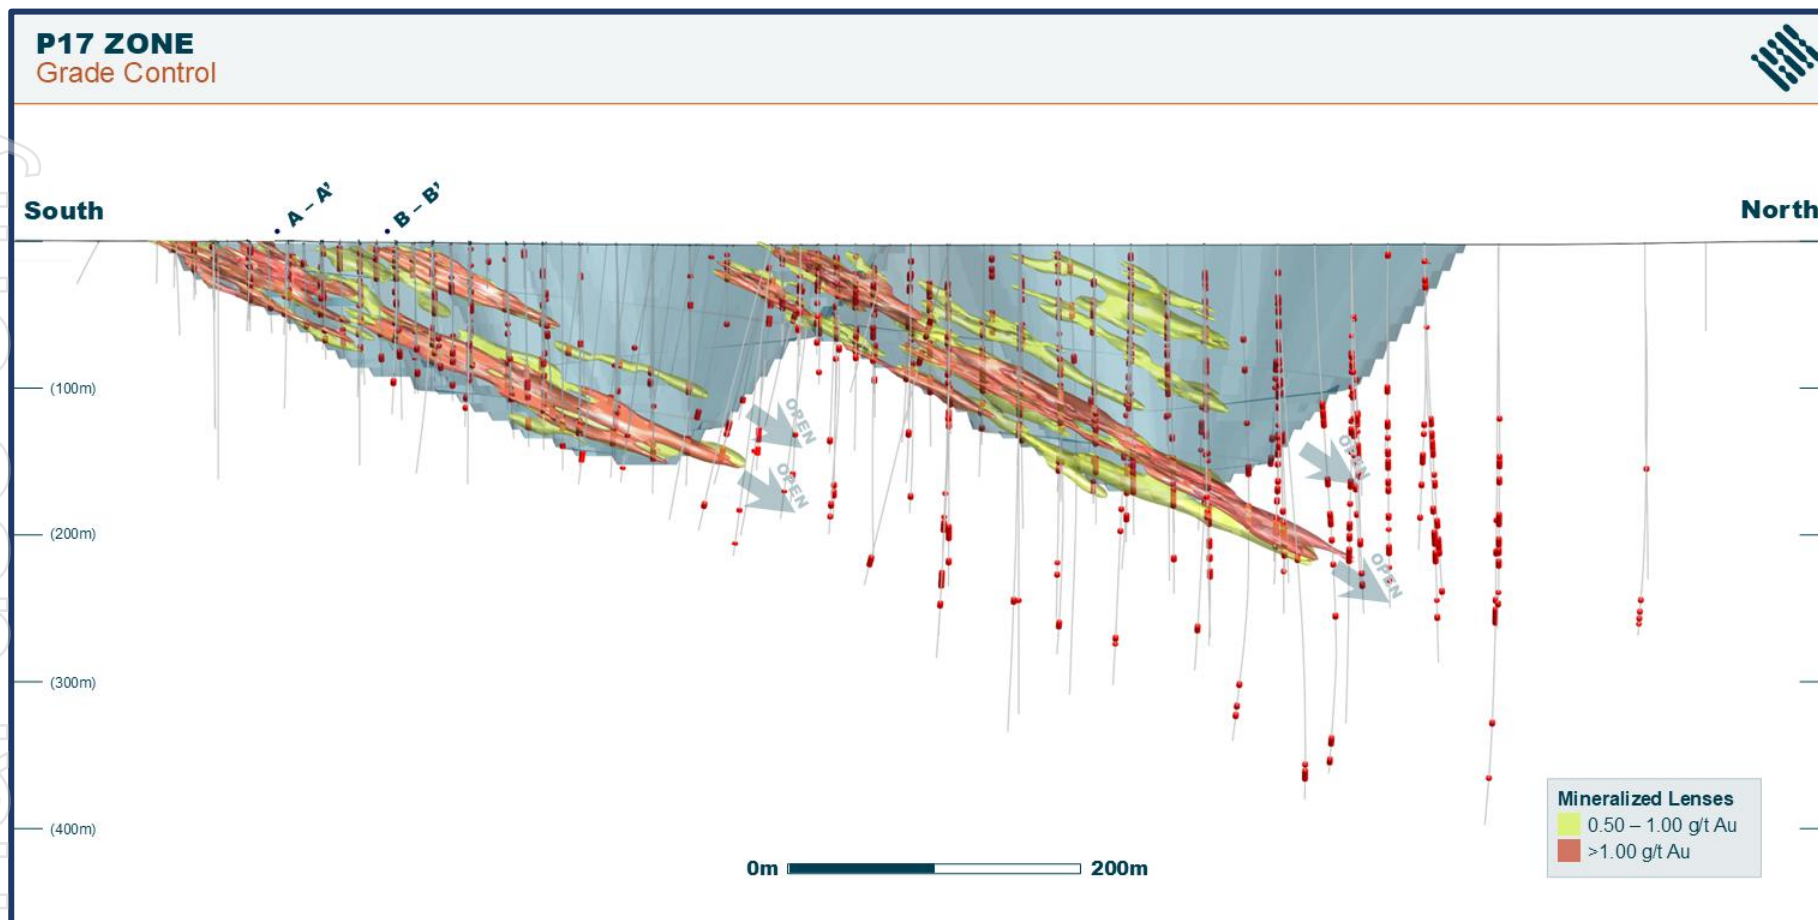 P17 ZONE
Grade Control
A – A'
B – B'
South
North
(100m)
(200m)
(300m)
(400m)
OPEN
OPEN
OPEN
OPEN
0m
200m
Mineralized Lenses
0.50 – 1.00 g/t Au
>1.00 g/t Au